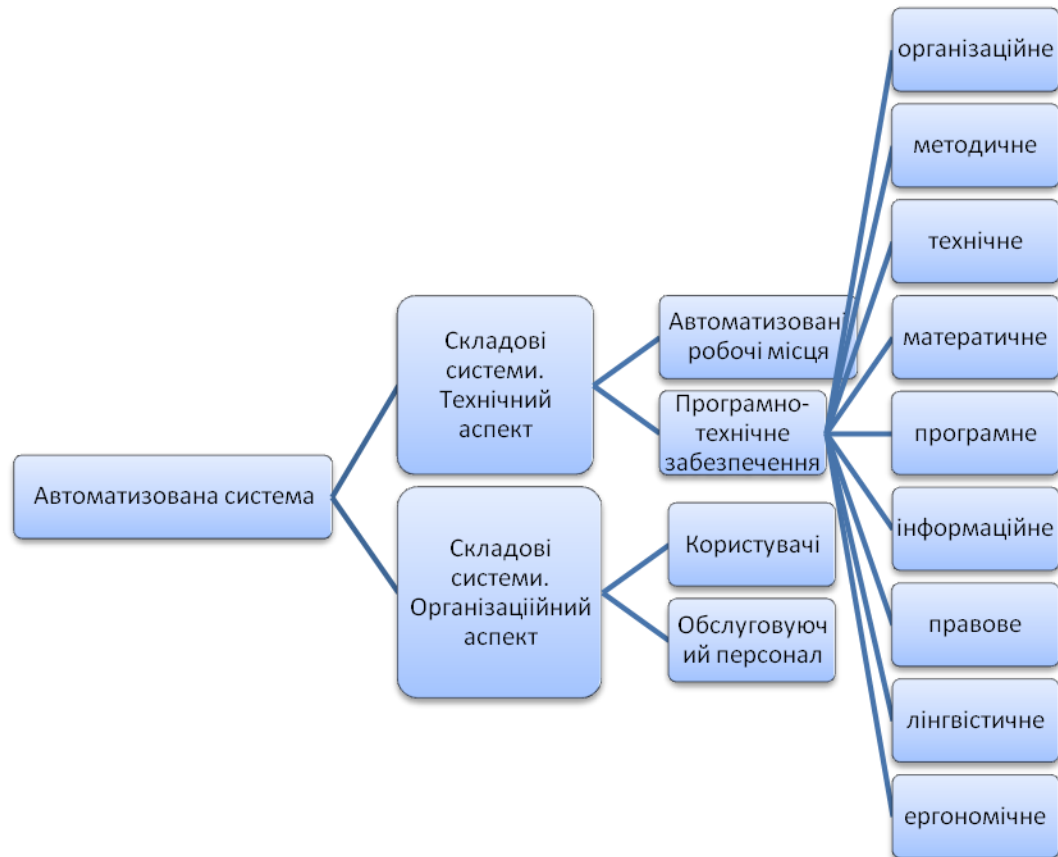 Автоматизована система
Складові
системи.
Технічний
аспект
Складові
системи.
Організаціійний
аспект
Автоматизовані
робочі місця
Програмно-
технічне
забезпечення
Користувачі
Обслуговуюч
ий персонал
організаційне
методичне
технічне
матератичне
програмне
інформаційне
правове
лінгвістичне
ергономічне